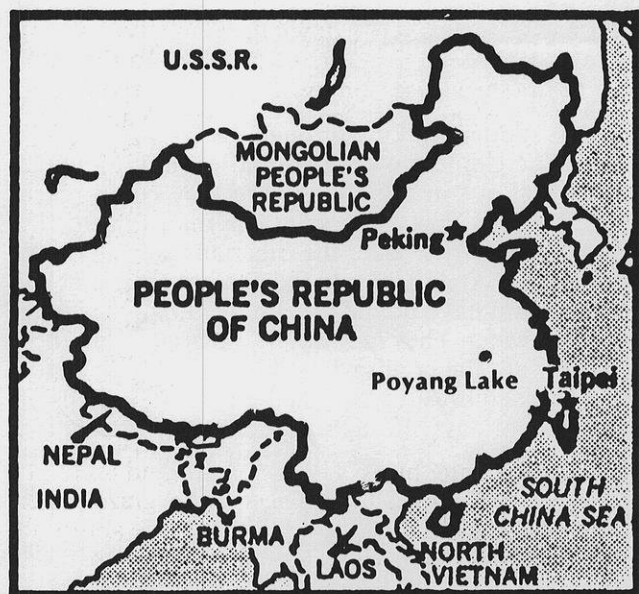 U.S.S.R.
MONGOLIAN
PEOPLE'S
REPUBLIC
Peking
PEOPLE'S REPUBLIC
OF CHINA
Poyang Lake
Taipei
NEPAL
INDIA
SOUTH
CHINA SEA
BURMA
LAOS
NORTH
VIETNAM